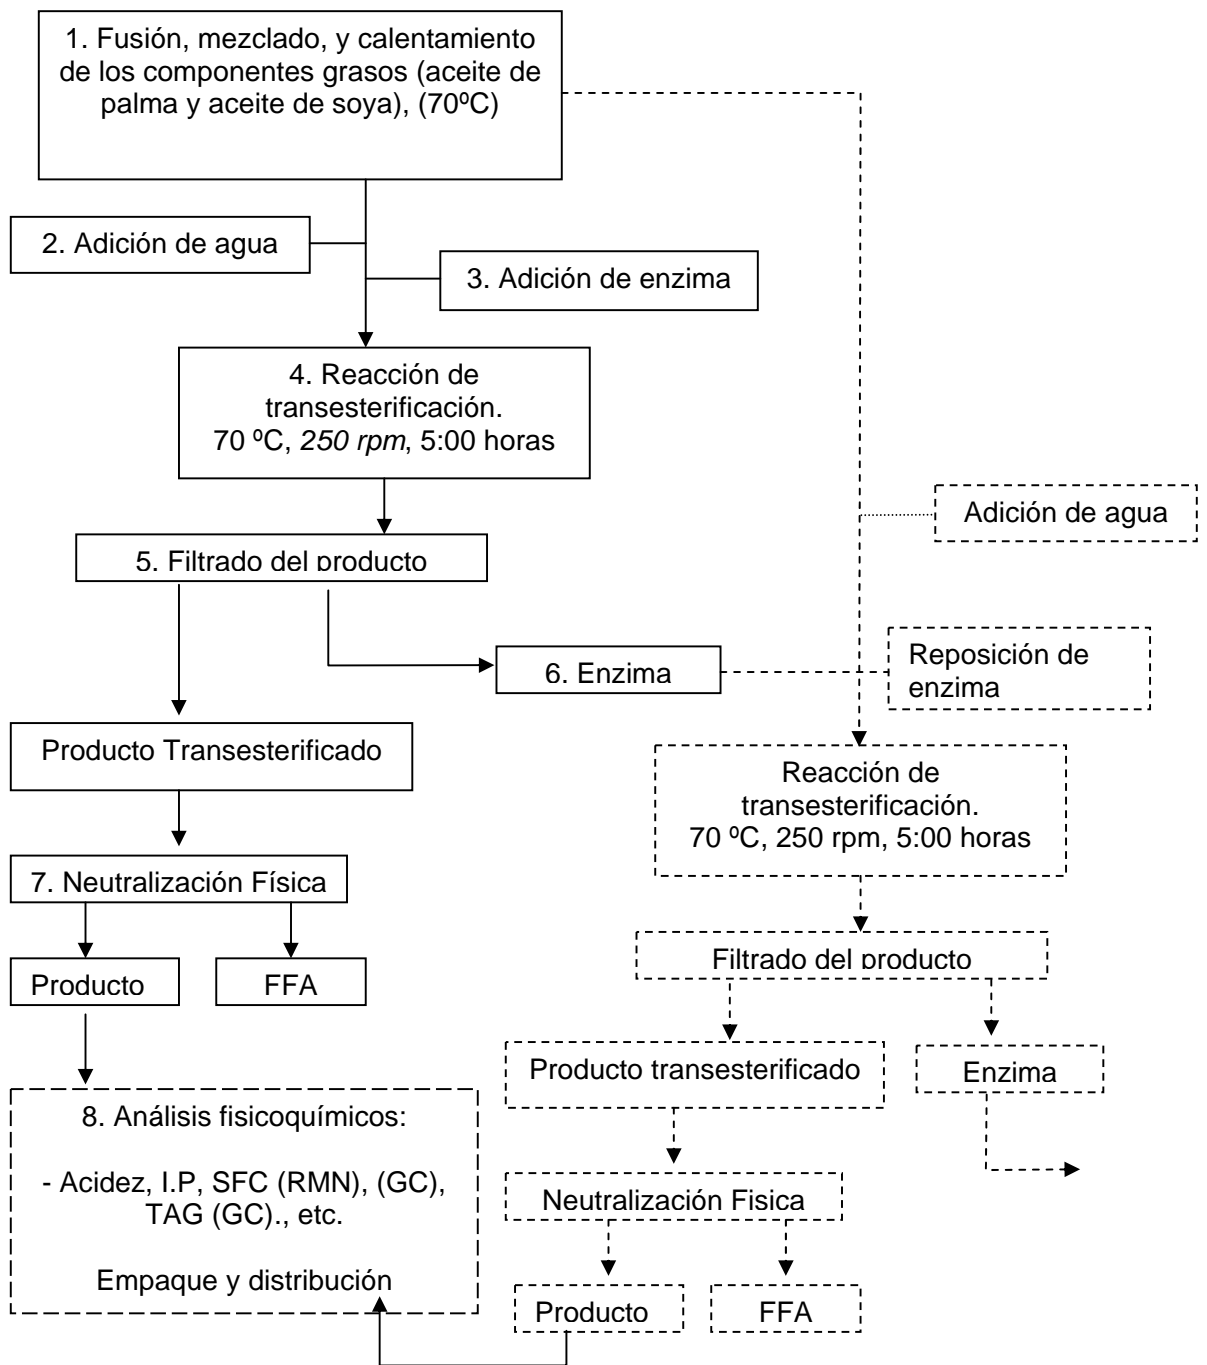 1. Fusión, mezclado, y calentamiento
de los componentes grasos (aceite de
palma y aceite de soya), (70ºC)
2. Adición de agua
3. Adición de enzima
4. Reacción de
transesterificación.
70 ºC, 250 rpm, 5:00 horas
5. Filtrado del producto
6. Enzima
Producto Transesterificado
7. Neutralización Física
Producto
FFA
8. Análisis fisicoquímicos:
- Acidez, I.P, SFC (RMN), (GC),
TAG (GC)., etc.
Empaque y distribución
Adición de agua
Reposición de
enzima
Reacción de
transesterificación.
70 ºC, 250 rpm, 5:00 horas
Filtrado del producto
Producto transesterificado
Enzima
Neutralización Fisica
Producto
FFA